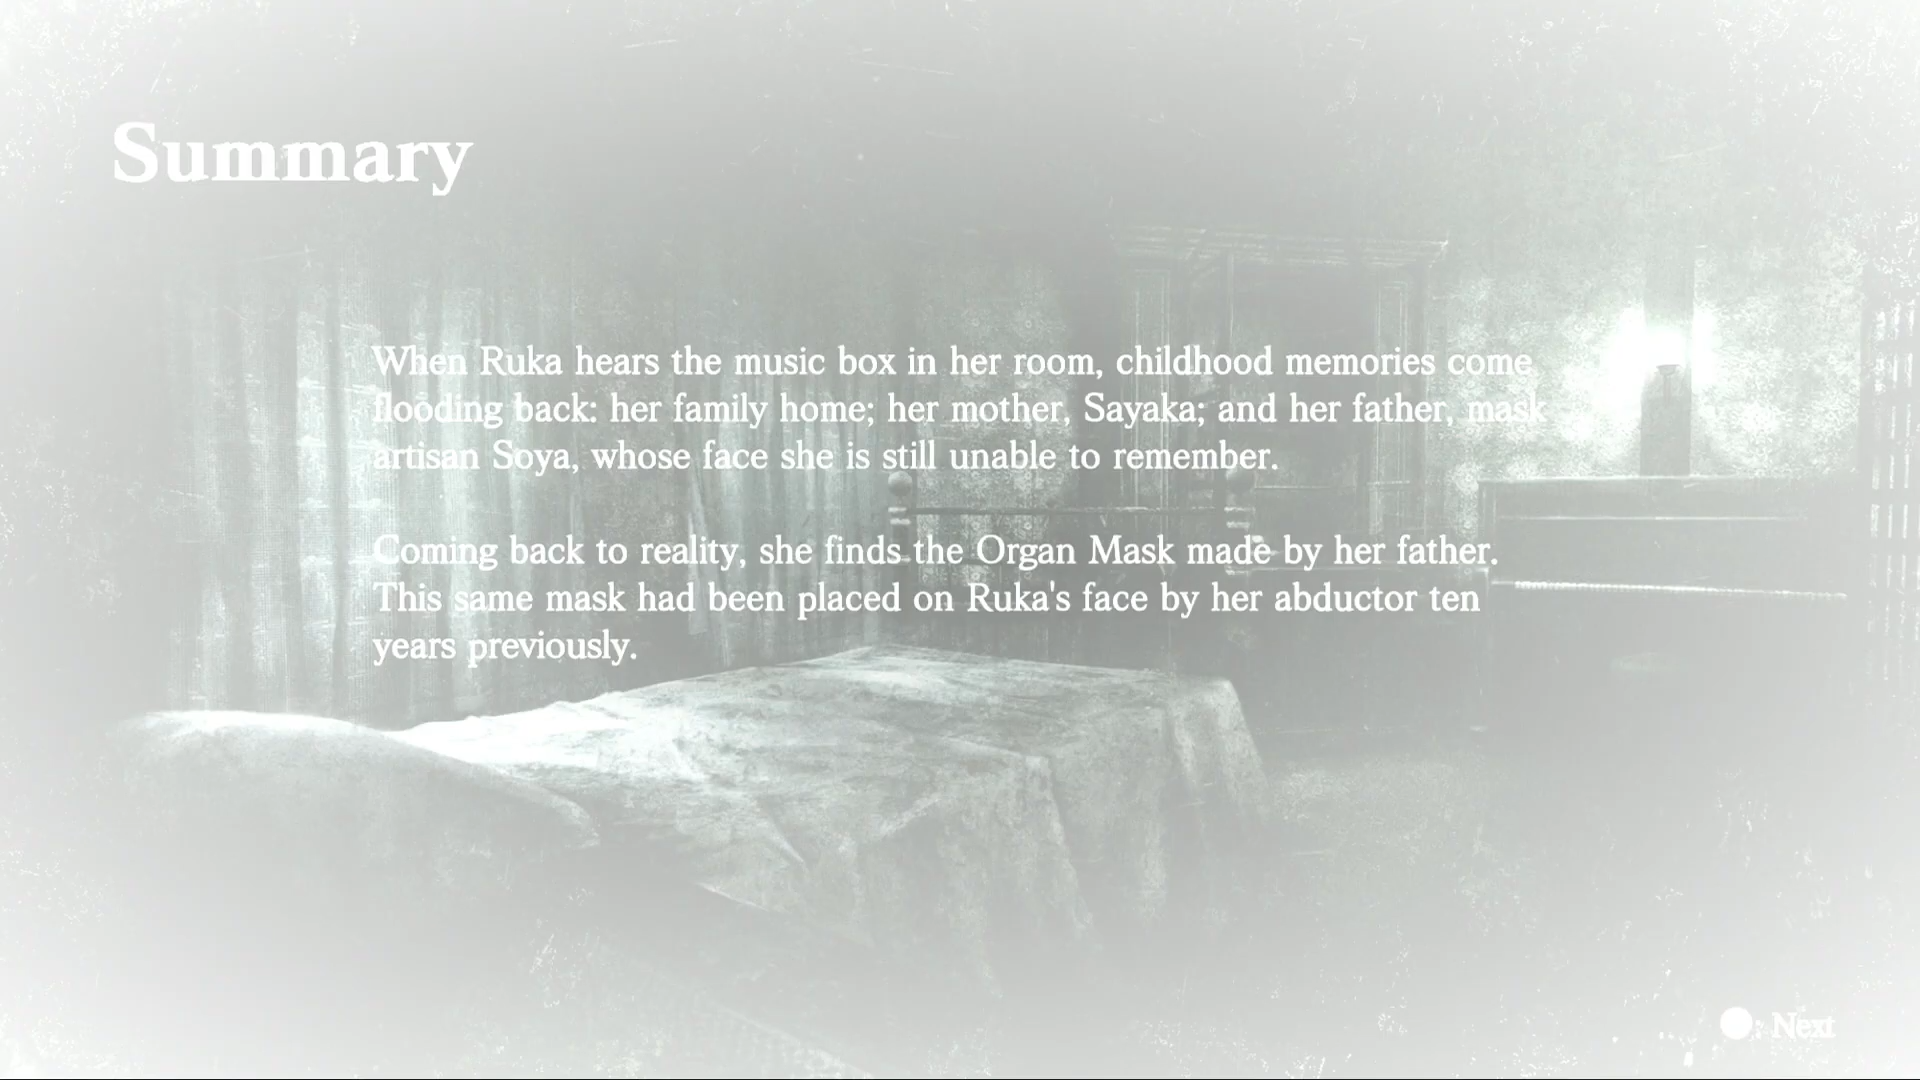 Summary
When Ruka hears the music box in her room, childhood memories come
flooding back: her family home; her mother, Sayaka; and her father, mask
artisan Soya, whose face she is still unable to remember.
Coming back to reality, she finds the Organ Mask made by her father.
This same mask had been placed on Ruka's face by her abductor ten
years previously.
: Next